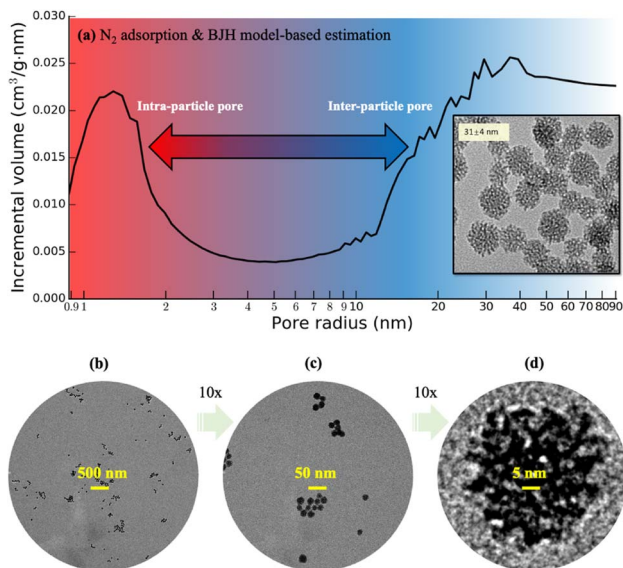 (a) N₂ adsorption & BJH model-based estimation
Intra-particle pore
Inter-particle pore
31±4 nm
Incremental volume (cm³/g·nm)
0.030
0.025
0.020
0.015
0.010
0.005
0.000
0.9 1 2 3 4 5 6 7 8 9 10 20 30 40 50 60 70 80 90
Pore radius (nm)
(b) (c) (d)
10x 10x
500 nm 50 nm 5 nm